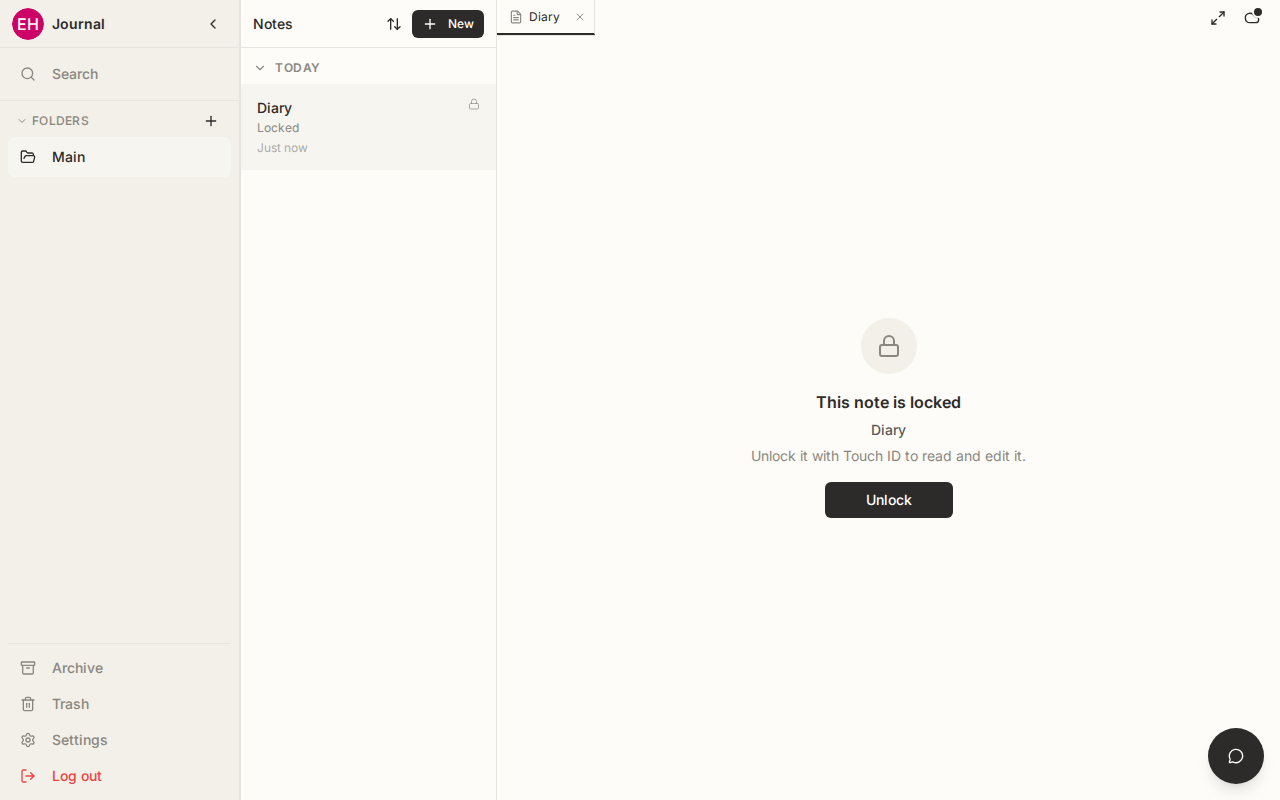 EH Journal
Search
FOLDERS
Main
Archive
Trash
Settings
Log out
Notes
New
TODAY
Diary
Locked
Just now
Diary
This note is locked
Diary
Unlock it with Touch ID to read and edit it.
Unlock